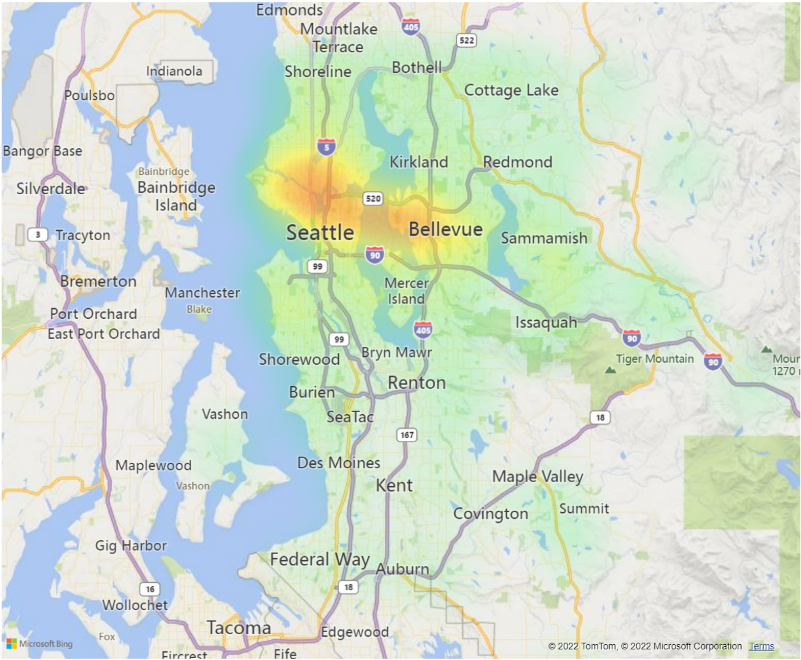 Edmonds
405
Mountlake
Terrace
522
Shoreline
Bothell
Indianola
Poulsbo
Cottage Lake
5
Bangor Base
Kirkland
Redmond
Bainbridge
Silverdale
Bainbridge
Island
520
Seattle
Bellevue
3
Tracyton
Sammamish
90
99
Bremerton
Manchester
Mercer
Island
Blake
Port Orchard
East Port Orchard
Issaquah
405
99
90
Shorewood
Bryn Mawr
Tiger Mountain
90
Mour
1270 r
Renton
Burien
Vashon
SeaTac
18
167
Maplewood
Des Moines
Vashon
Kent
Maple Valley
Covington
Summit
Gig Harbor
Federal Way
Auburn
16
18
Wollochet
Tacoma
Edgewood
Fox
Microsoft Bing
© 2022 TomTom, © 2022 Microsoft Corporation Terms
Fircrest
Fife